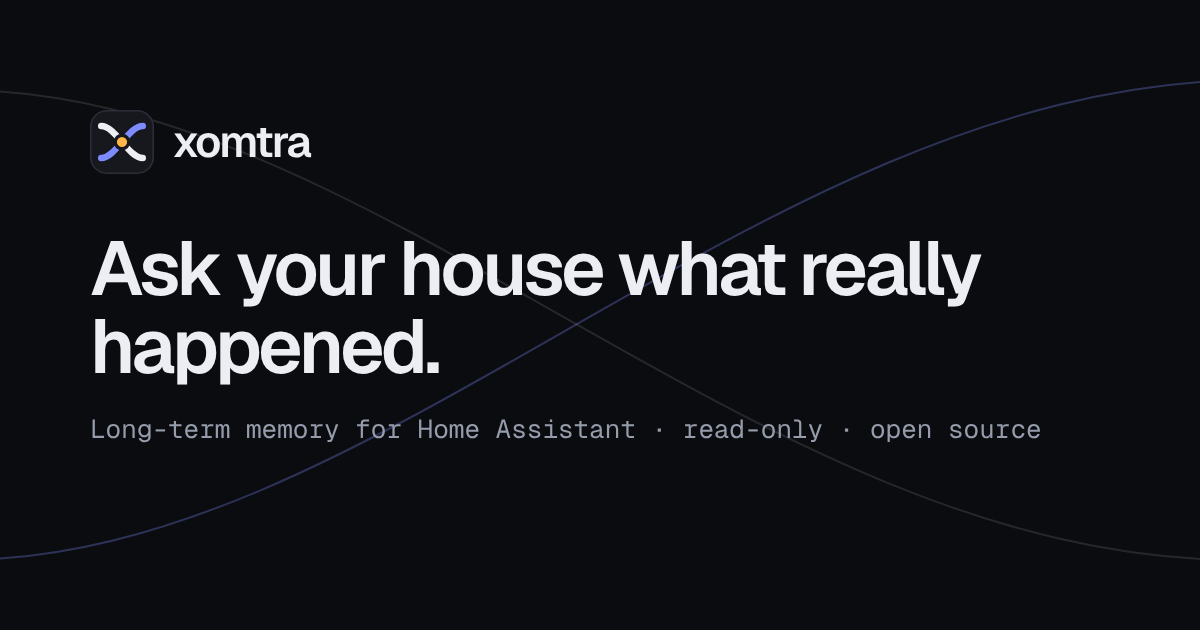 xomtra
Ask your house what really
happened.
Long-term memory for Home Assistant · read-only · open source